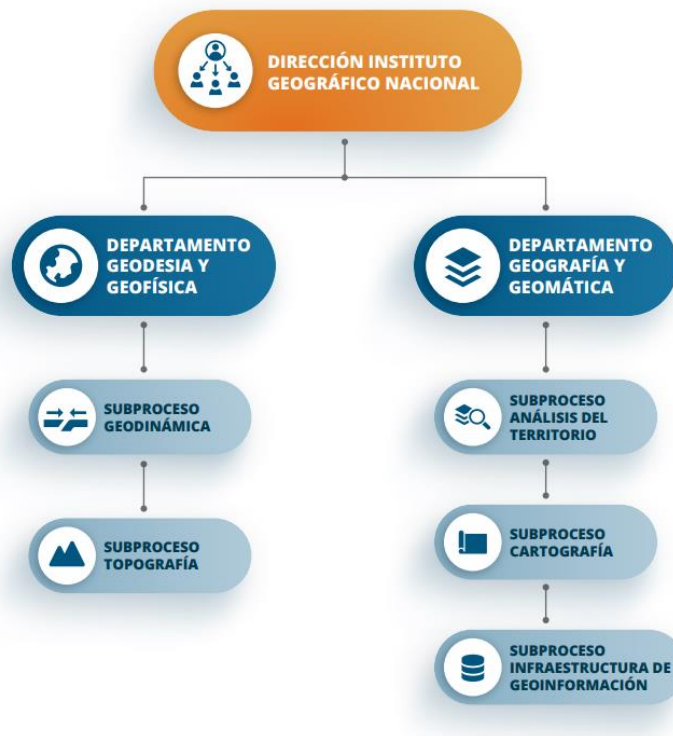 DIRECCIÓN INSTITUTO
GEOGRÁFICO NACIONAL
DEPARTAMENTO
GEODESIA Y
GEOFÍSICA
DEPARTAMENTO
GEOGRAFÍA Y
GEOMÁTICA
SUBPROCESO
GEODINÁMICA
SUBPROCESO
ANÁLISIS DEL
TERRITORIO
SUBPROCESO
TOPOGRAFÍA
SUBPROCESO
CARTOGRAFÍA
SUBPROCESO
INFRAESTRUCTURA DE
GEOINFORMACIÓN